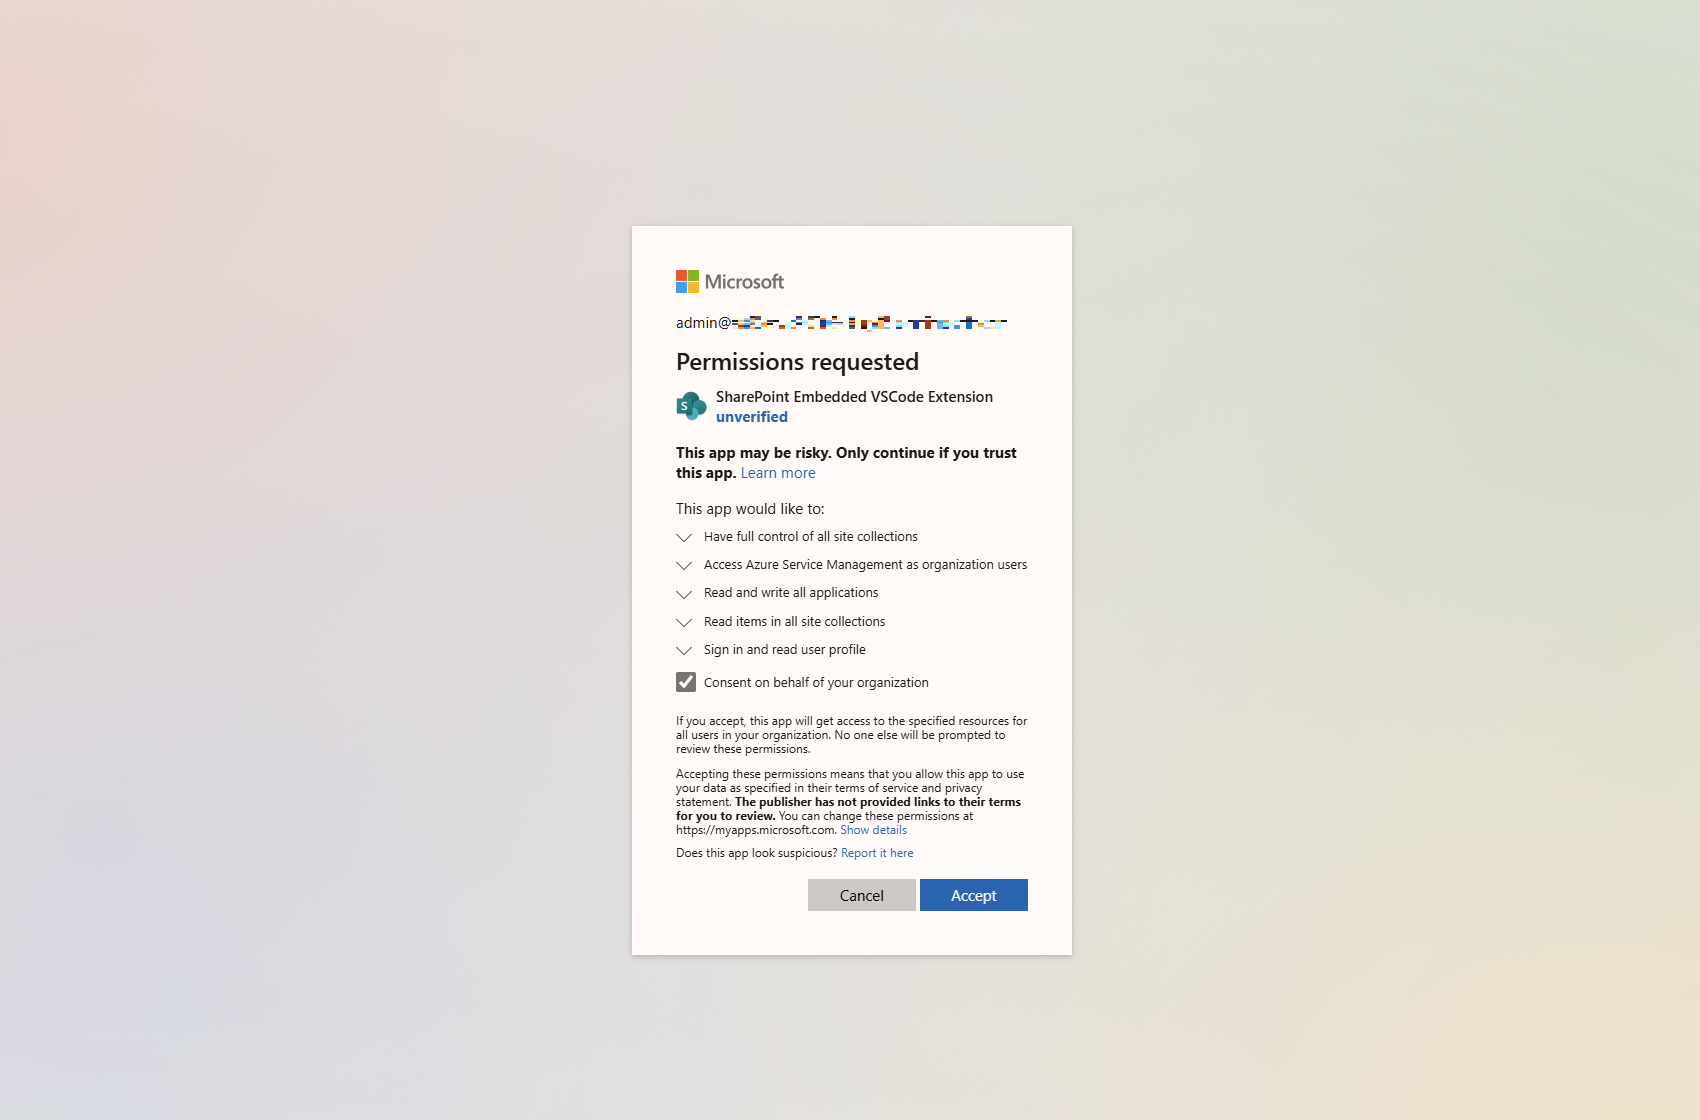 Microsoft
admin@
Permissions requested
S
SharePoint Embedded VSCode Extension
unverified
This app may be risky. Only continue if you trust
this app. Learn more
This app would like to:
Have full control of all site collections
Access Azure Service Management as organization users
Read and write all applications
Read items in all site collections
Sign in and read user profile
Consent on behalf of your organization
If you accept, this app will get access to the specified resources for
all users in your organization. No one else will be prompted to
review these permissions.
Accepting these permissions means that you allow this app to use
your data as specified in their terms of service and privacy
statement. The publisher has not provided links to their terms
for you to review. You can change these permissions at
https://myapps.microsoft.com. Show details
Does this app look suspicious? Report it here
Cancel
Accept